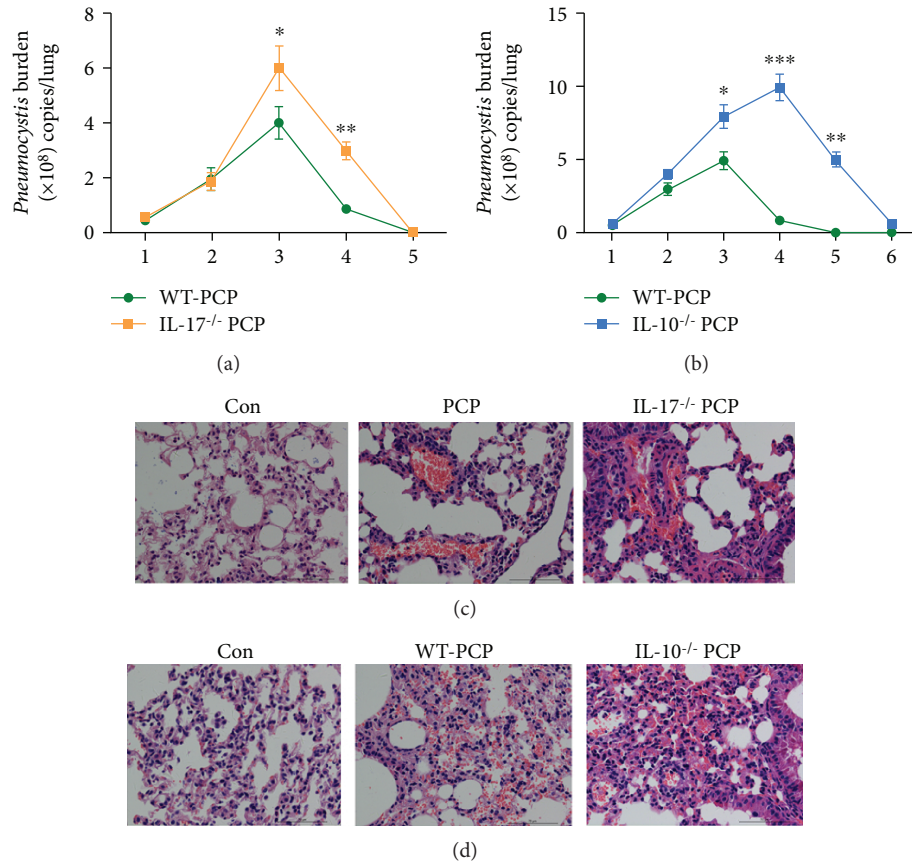 Pneumocystis burden
(×10⁸) copies/lung
8
6
4
2
0
*
**
1 2 3 4 5
WT-PCP
IL-17⁻/⁻ PCP
(a)
Pneumocystis burden
(×10⁸) copies/lung
15
10
5
0
*
***
**
1 2 3 4 5 6
WT-PCP
IL-10⁻/⁻ PCP
(b)
Con PCP IL-17⁻/⁻ PCP
(c)
Con WT-PCP IL-10⁻/⁻ PCP
(d)